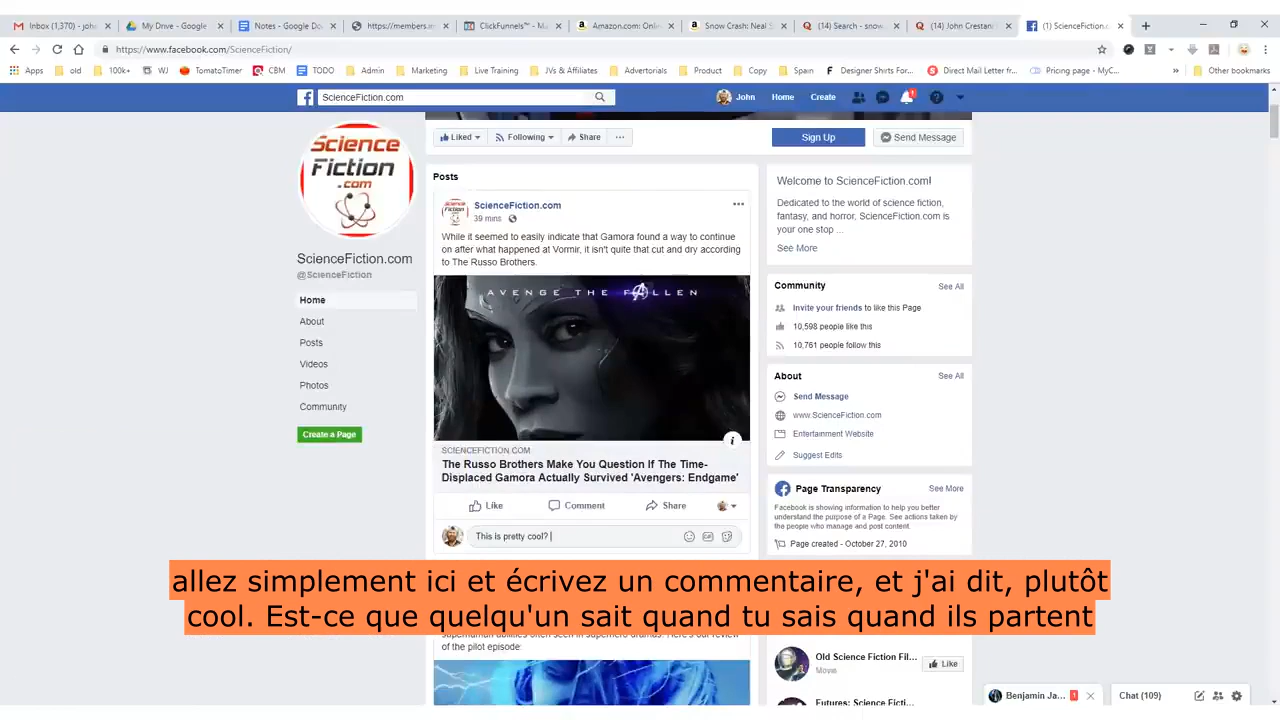 Inbox (1,370) - john
My Drive - Google
Notes - Google Do
https://members.in
ClickFunnels™ - Ma
Amazon.com: Onli
Snow Crash: Neal S
(14) Search - snow
(14) John Crestani
(1) ScienceFiction.c
https://www.facebook.com/ScienceFiction/
Apps
old
100k+
WJ
TomatoTimer
CBM
TODO
Admin
Marketing
Live Training
JVs & Affiliates
Advertorials
Product
Copy
Spain
Designer Shirts For...
Direct Mail Letter fr...
Pricing page - MyC...
Other bookmarks
ScienceFiction.com
John
Home
Create
Science
Fiction
.com
ScienceFiction.com
@ScienceFiction
Home
About
Posts
Videos
Photos
Community
Create a Page
Liked
Following
Share
Sign Up
Send Message
Posts
ScienceFiction.com
39 mins
While it seemed to easily indicate that Gamora found a way to continue
on after what happened at Vormir, it isn't quite that cut and dry according
to The Russo Brothers.
AVENGE THE FALLEN
SCIENCEFICTION.COM
The Russo Brothers Make You Question If The Time-
Displaced Gamora Actually Survived 'Avengers: Endgame'
Like
Comment
Share
This is pretty cool?
allez simplement ici et écrivez un commentaire, et j'ai dit, plutôt
cool. Est-ce que quelqu'un sait quand tu sais quand ils partent
of the pilot episode:
Welcome to ScienceFiction.com!
Dedicated to the world of science fiction,
fantasy, and horror, ScienceFiction.com is
your one stop ...
See More
Community
See All
Invite your friends to like this Page
10,598 people like this
10,761 people follow this
About
See All
Send Message
www.ScienceFiction.com
Entertainment Website
Suggest Edits
Page Transparency
See More
Facebook is showing information to help you better
understand the purpose of a Page. See actions taken by
the people who manage and post content.
Page created - October 27, 2010
Old Science Fiction Fil...
Movie
Like
Futures: Science Ficti...
Benjamin Ja...
1
Chat (109)